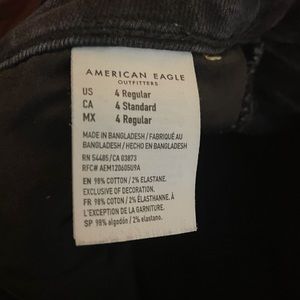 AMERICAN EAGLE
OUTFITTERS
US 4 Regular
CA 4 Standard
MX 4 Regular
MADE IN BANGLADESH / FABRIQUÉ AU
BANGLADESH / HECHO EN BANGLADESH
RN 54485/CA 03873
RFC# AEM120605U9A
EN 98% COTTON / 2% ELASTANE.
EXCLUSIVE OF DECORATION.
FR 98% COTON / 2% ÉLASTHANNE. À
L'EXCEPTION DE LA GARNITURE.
SP 98% algodón / 2% elastano.